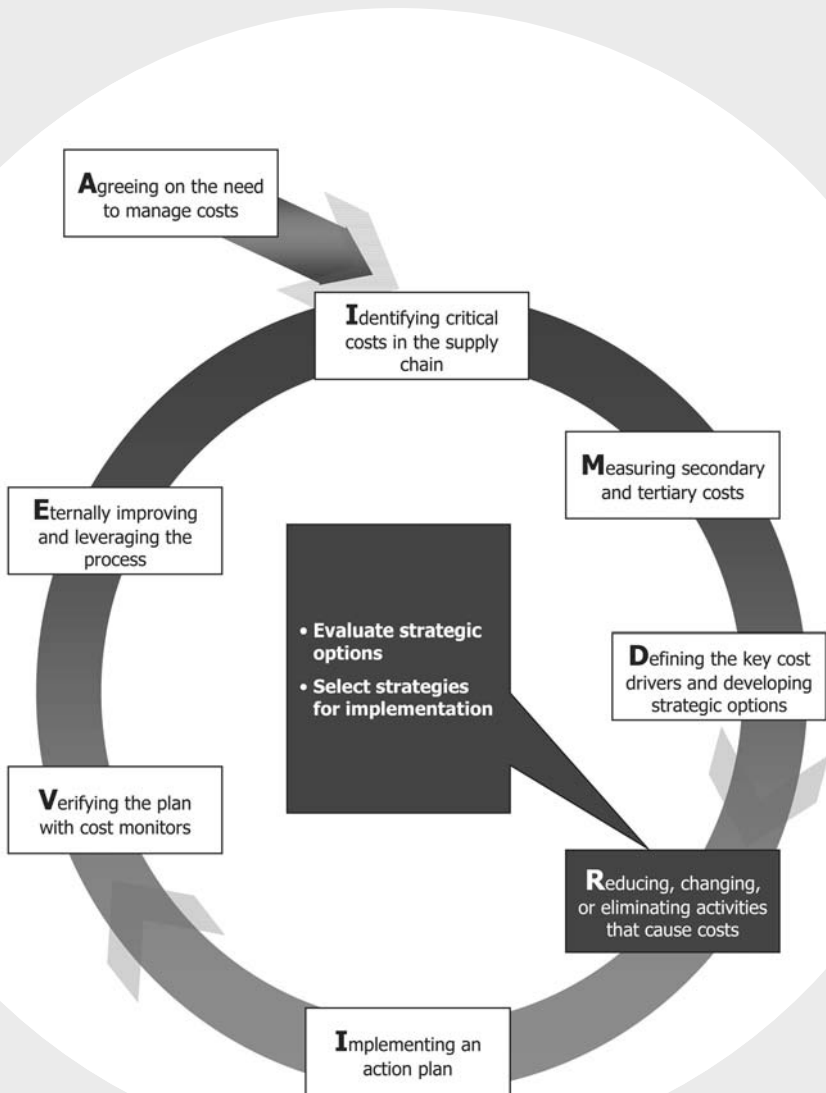 Agreeing on the need
to manage costs
Identifying critical
costs in the supply
chain
Measuring secondary
and tertiary costs
Defining the key cost
drivers and developing
strategic options
Reducing, changing,
or eliminating activities
that cause costs
Implementing an
action plan
Verifying the plan
with cost monitors
Eternally improving
and leveraging the
process
• Evaluate strategic
options
• Select strategies
for implementation